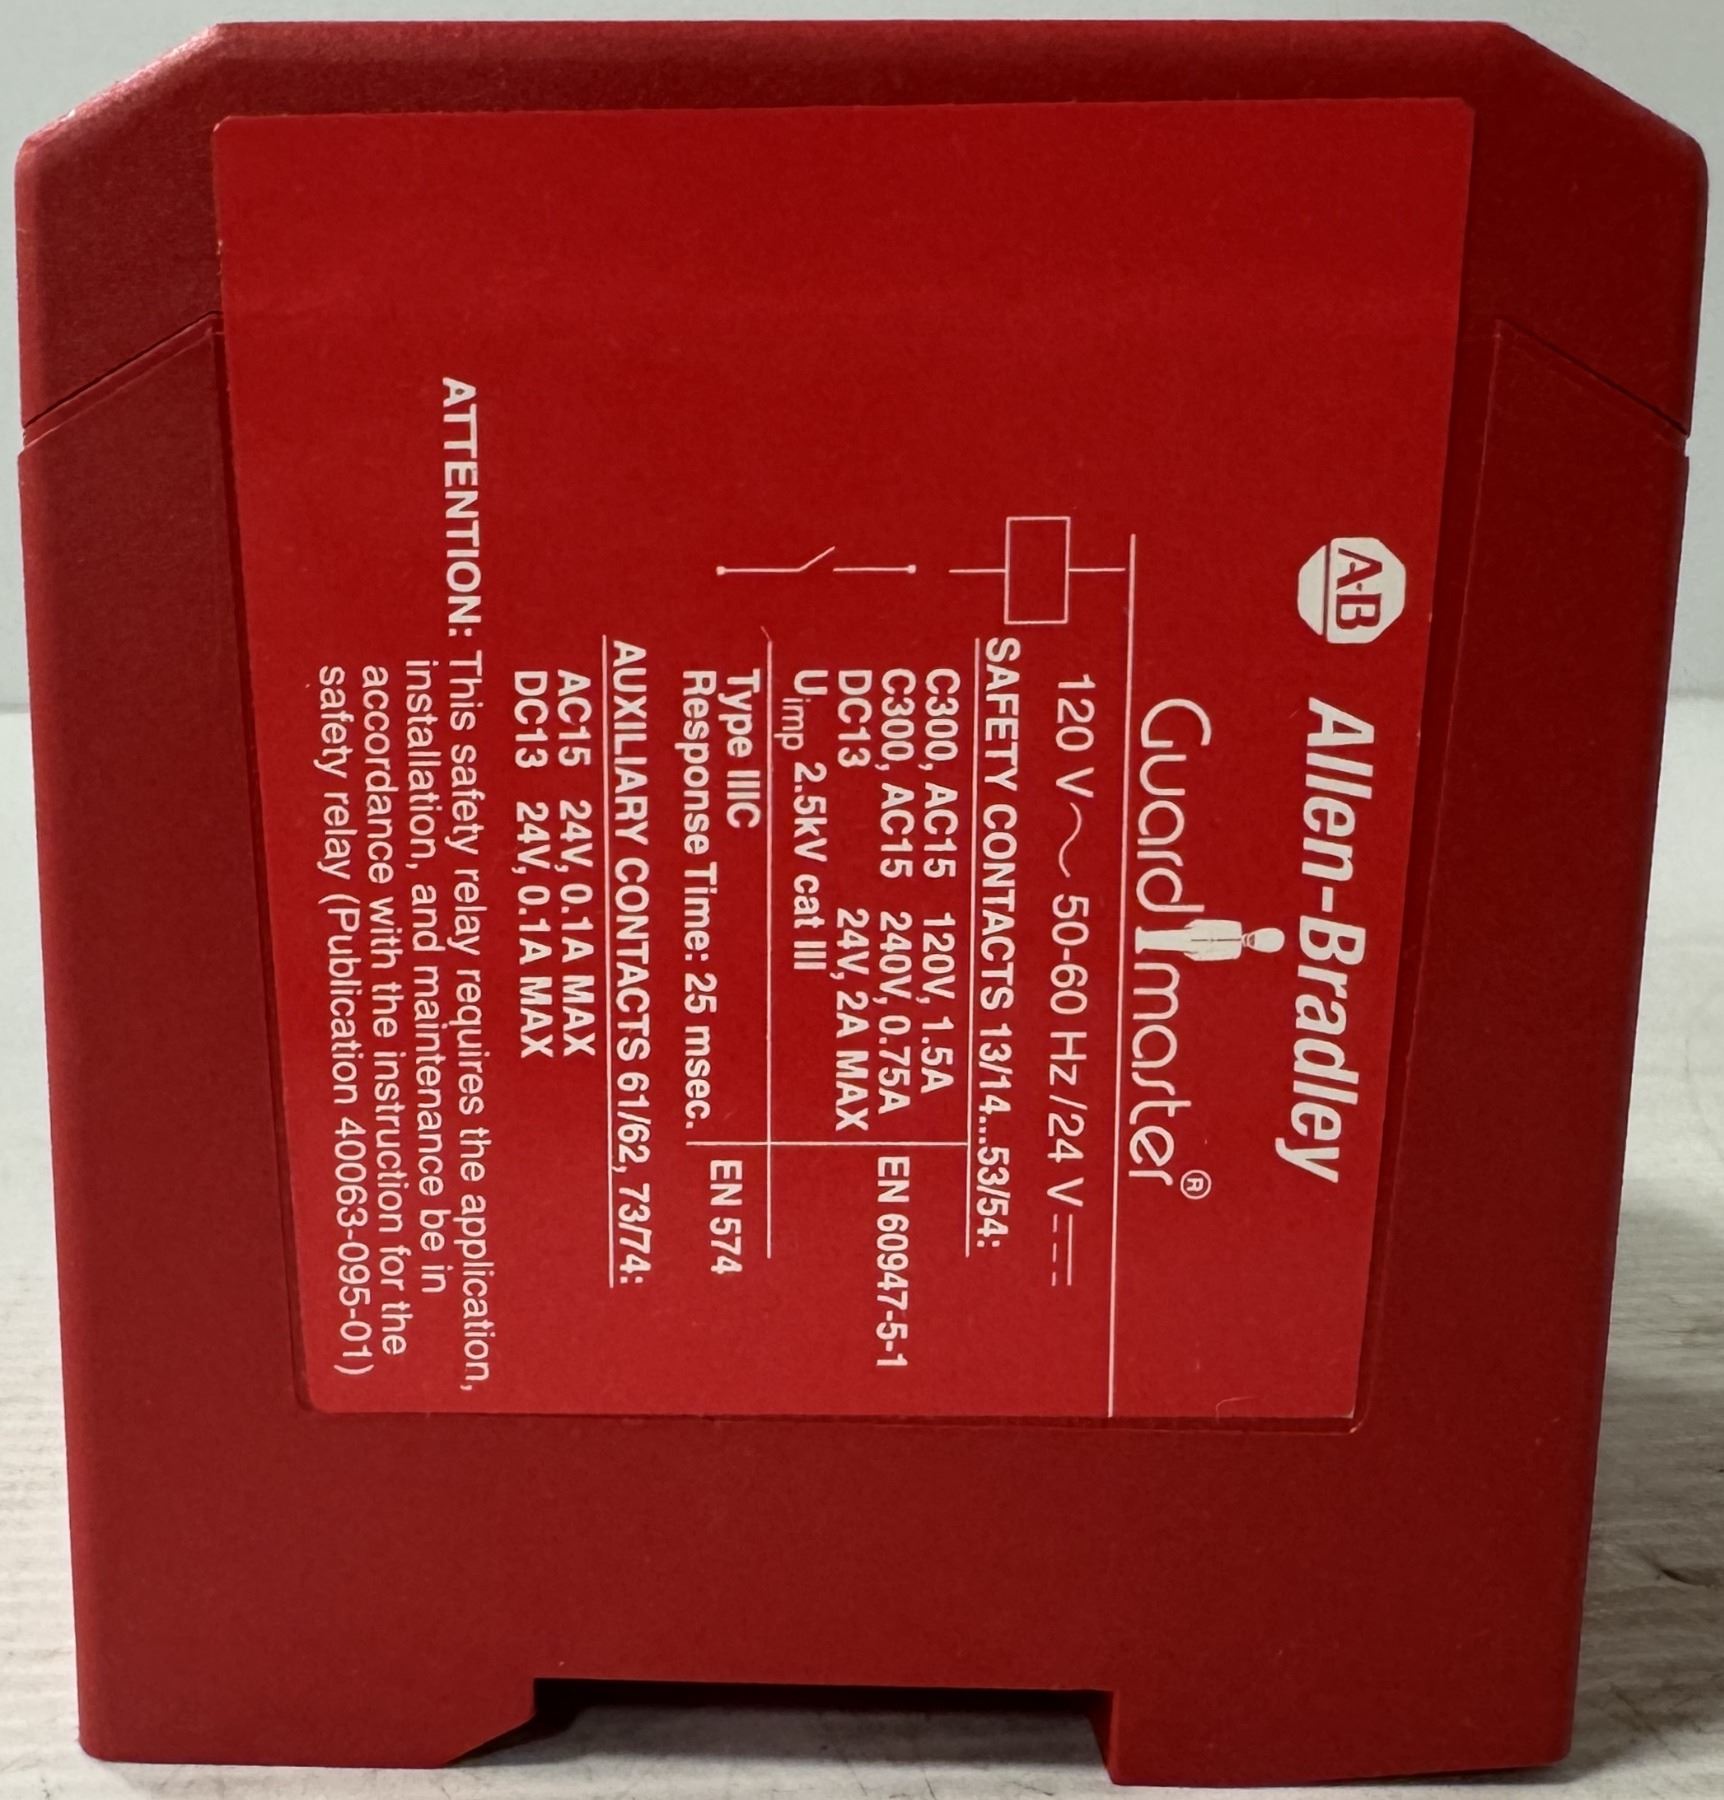 A-B Allen-Bradley
Guardmaster®
120 V~ 50-60 Hz / 24 V⎓
SAFETY CONTACTS 13/14...53/54:
C300, AC15 120V, 1.5A
C300, AC15 240V, 0.75A EN 60947-5-1
DC13 24V, 2A MAX
Uimp 2.5kV cat III
Type IIIC EN 574
Response Time: 25 msec.
AUXILIARY CONTACTS 61/62, 73/74:
AC15 24V, 0.1A MAX
DC13 24V, 0.1A MAX
ATTENTION: This safety relay requires the application,
installation, and maintenance be in
accordance with the instruction for the
safety relay (Publication 40063-095-01)